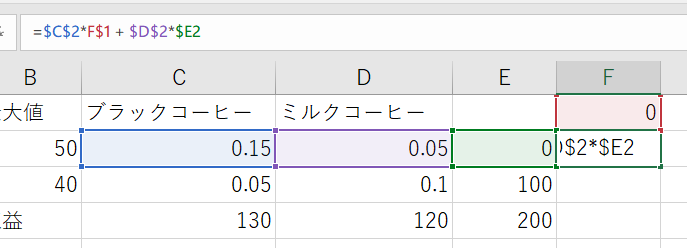 =$C$2*F$1 + $D$2*$E2
B C D E F
大値 ブラックコーヒー ミルクコーヒー 0
50 0.15 0.05 0 $2*$E2
40 0.05 0.1 100
益 130 120 200